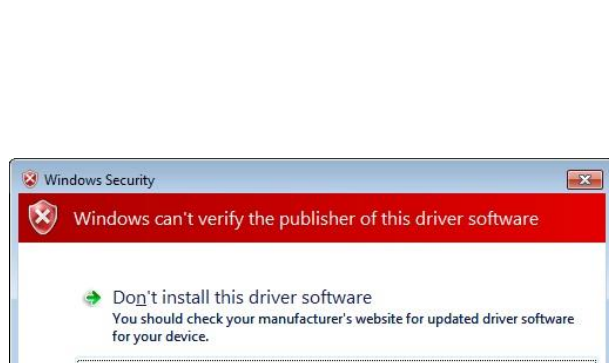 Windows Security
Windows can't verify the publisher of this driver software
Don't install this driver software
You should check your manufacturer's website for updated driver software
for your device.